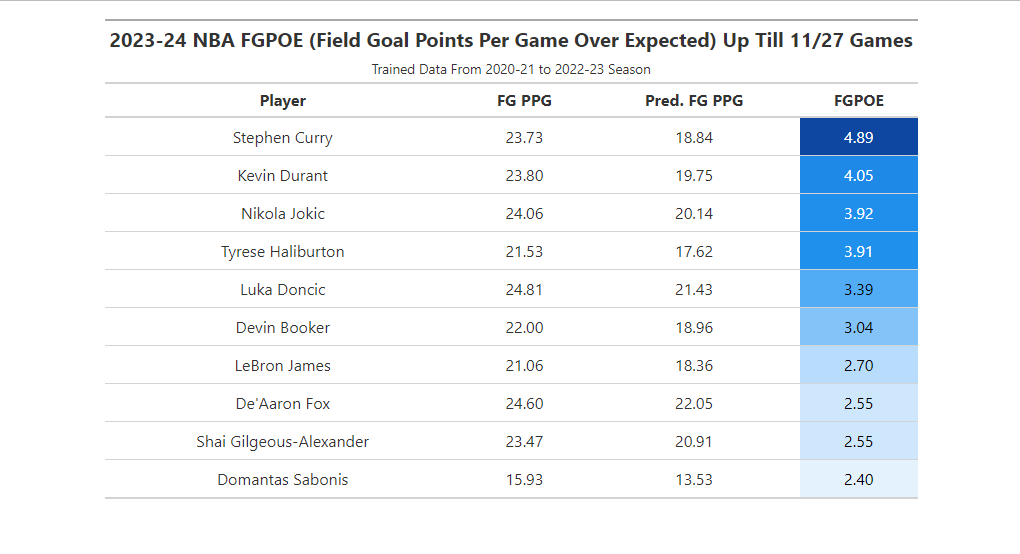 2023-24 NBA FGPOE (Field Goal Points Per Game Over Expected) Up Till 11/27 Games
Trained Data From 2020-21 to 2022-23 Season
Player FG PPG Pred. FG PPG FGPOE
Stephen Curry 23.73 18.84 4.89
Kevin Durant 23.80 19.75 4.05
Nikola Jokic 24.06 20.14 3.92
Tyrese Haliburton 21.53 17.62 3.91
Luka Doncic 24.81 21.43 3.39
Devin Booker 22.00 18.96 3.04
LeBron James 21.06 18.36 2.70
De'Aaron Fox 24.60 22.05 2.55
Shai Gilgeous-Alexander 23.47 20.91 2.55
Domantas Sabonis 15.93 13.53 2.40